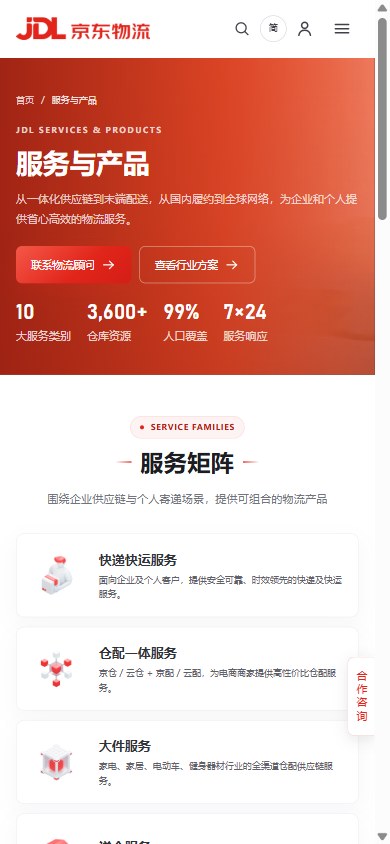 JDL 京东物流
简
首页 / 服务与产品
JDL SERVICES & PRODUCTS
服务与产品
从一体化供应链到末端配送，从国内履约到全球网络，为企业和个人提
供省心高效的物流服务。
联系物流顾问 →
查看行业方案 →
10
3,600+
99%
7×24
大服务类别
仓库资源
人口覆盖
服务响应
SERVICE FAMILIES
服务矩阵
围绕企业供应链与个人寄递场景，提供可组合的物流产品
快递快运服务
面向企业及个人客户，提供安全可靠、时效领先的快递及快运
服务。
仓配一体服务
京仓 / 云仓 + 京配 / 云配，为电商商家提供高性价比仓配服
务。
合作咨询
大件服务
家电、家居、电动车、健身器材行业的全渠道仓配供应链服
务。